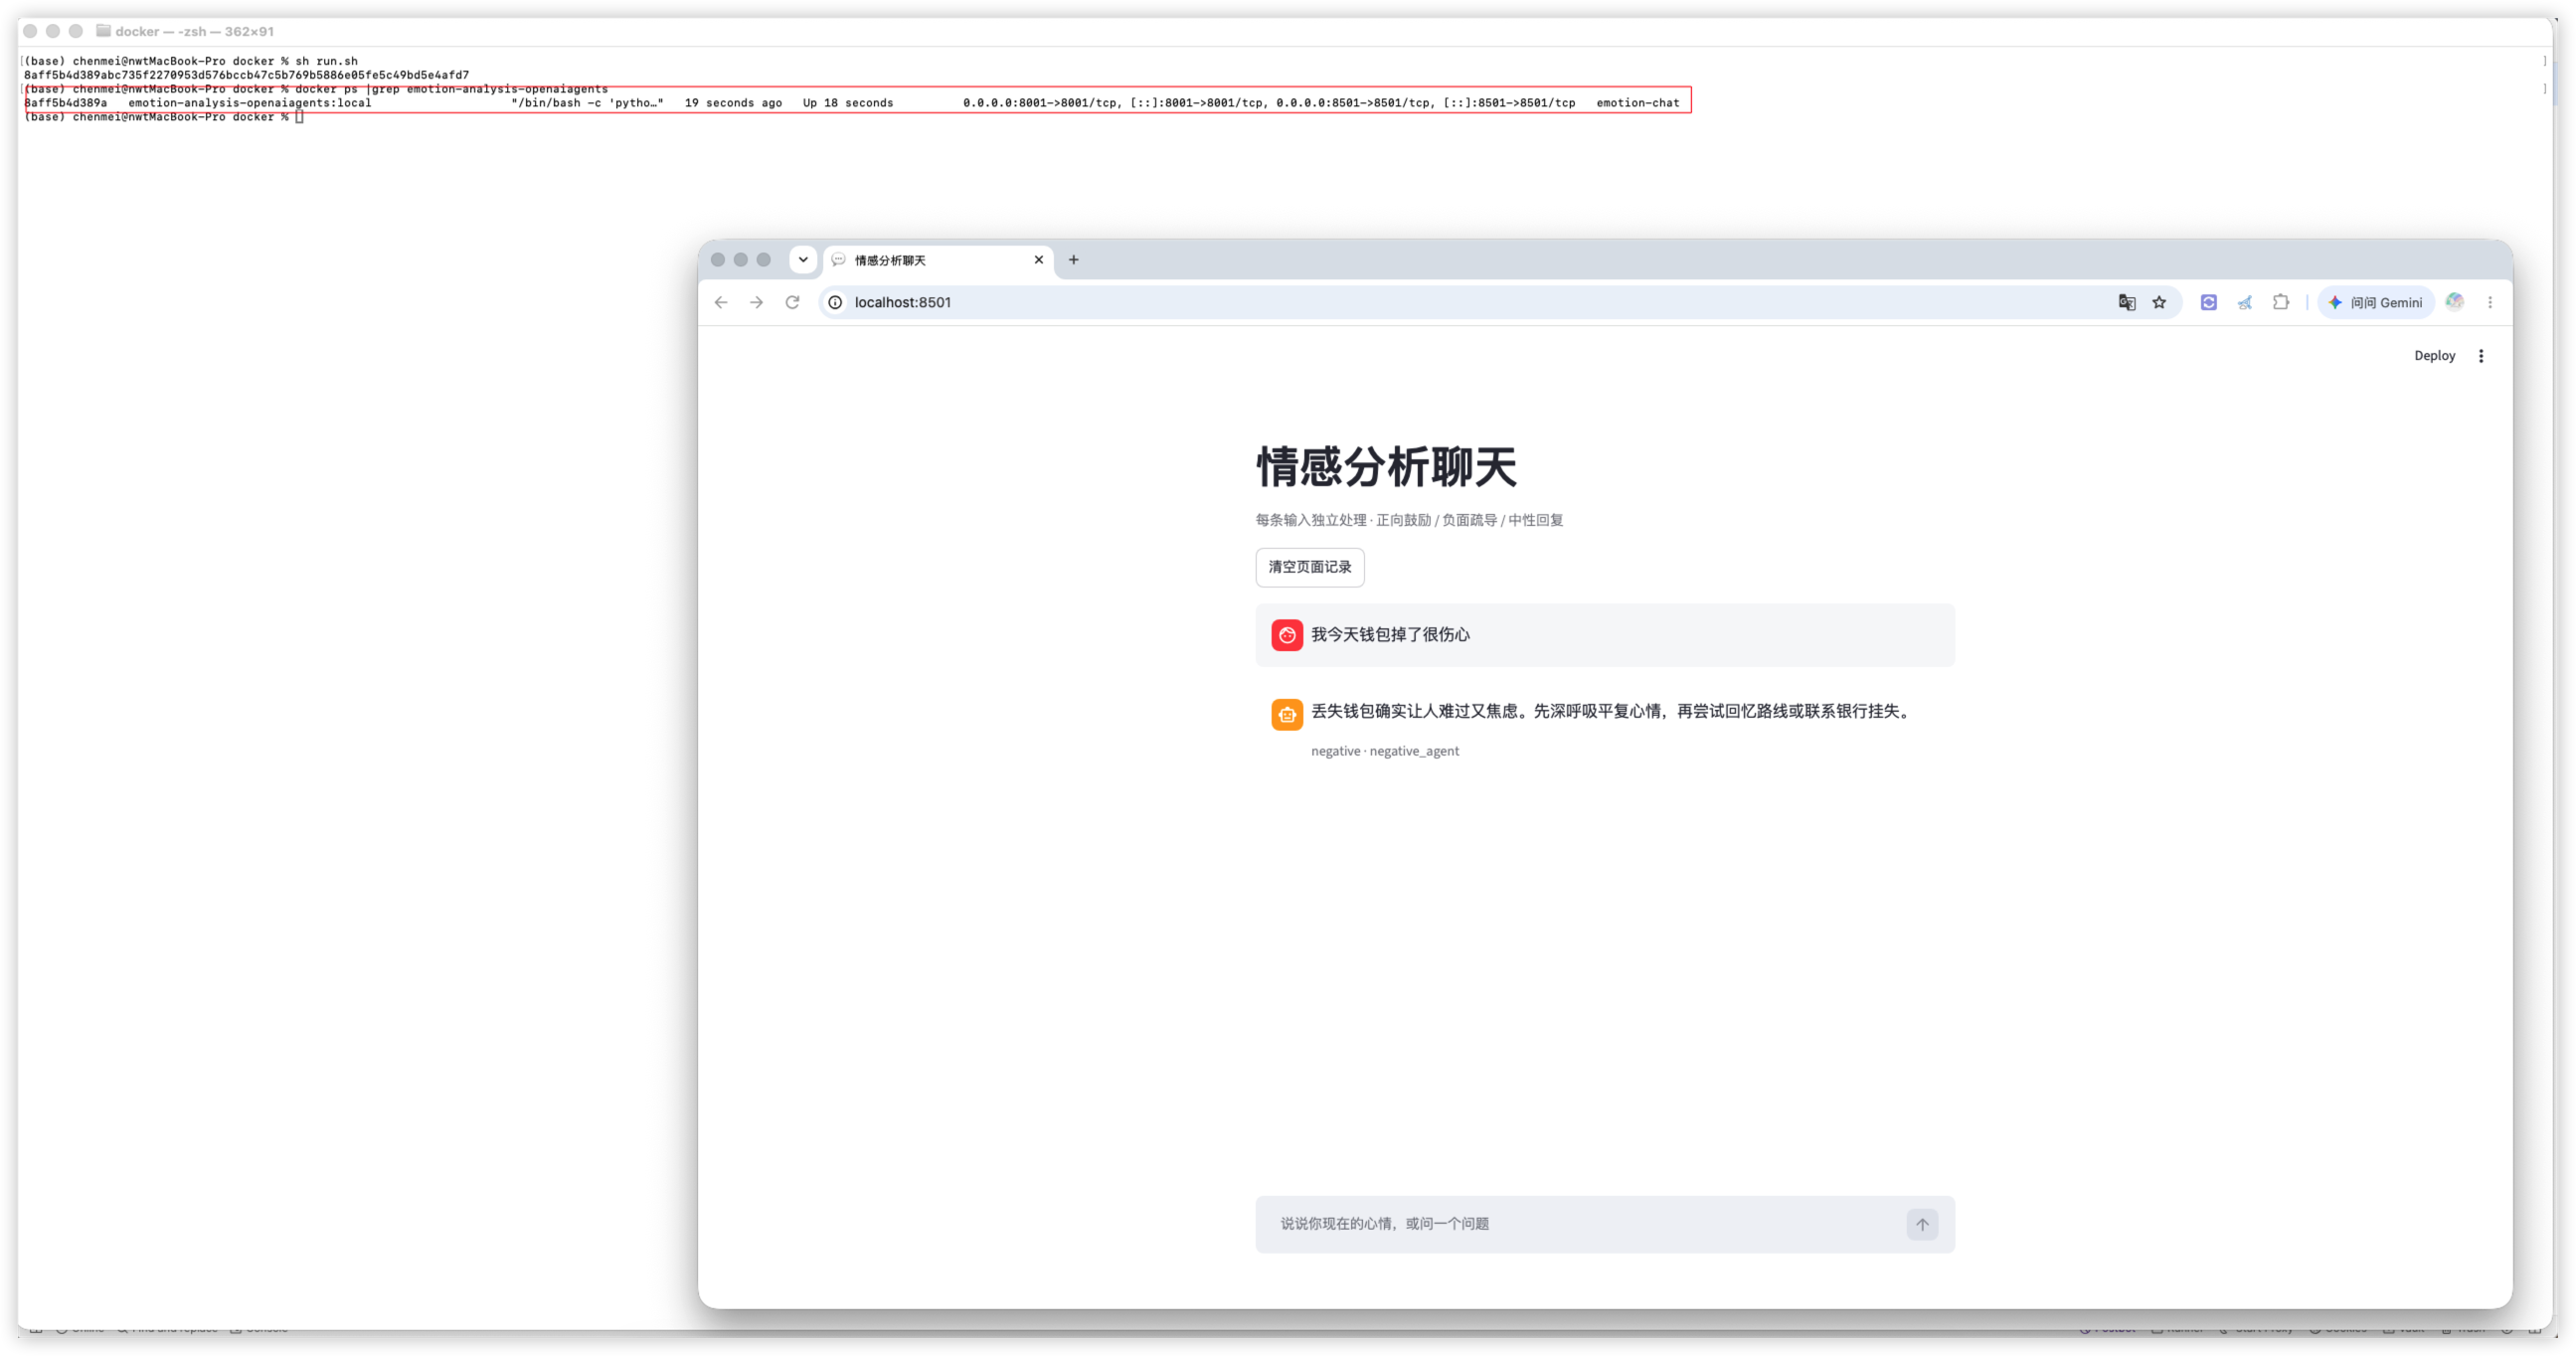 docker — -zsh — 362×91
(base) chenmei@nwtMacBook-Pro docker % sh run.sh
8aff5b4d389abc735f2270953d576bccb47c5b769b5886e05fe5c49bd5e4afd7
(base) chenmei@nwtMacBook-Pro docker % docker ps |grep emotion-analysis-openaiagents
8aff5b4d389a emotion-analysis-openaiagents:local "/bin/bash -c 'pytho…" 19 seconds ago Up 18 seconds 0.0.0.0:8001->8001/tcp, [::]:8001->8001/tcp, 0.0.0.0:8501->8501/tcp, [::]:8501->8501/tcp emotion-chat
(base) chenmei@nwtMacBook-Pro docker %
情感分析聊天
localhost:8501
问问 Gemini
Deploy
情感分析聊天
每条输入独立处理 · 正向鼓励 / 负面疏导 / 中性回复
清空页面记录
我今天钱包掉了很伤心
丢失钱包确实让人难过又焦虑。先深呼吸平复心情，再尝试回忆路线或联系银行挂失。
negative · negative_agent
说说你现在的心情，或问一个问题